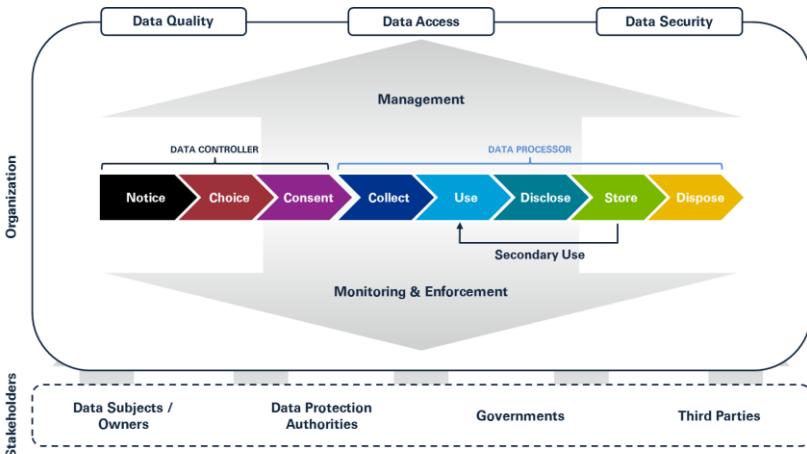 Data Quality
Data Access
Data Security
Organization
Management
DATA CONTROLLER
DATA PROCESSOR
Notice
Choice
Consent
Collect
Use
Disclose
Store
Dispose
Secondary Use
Monitoring & Enforcement
Stakeholders
Data Subjects /
Owners
Data Protection
Authorities
Governments
Third Parties